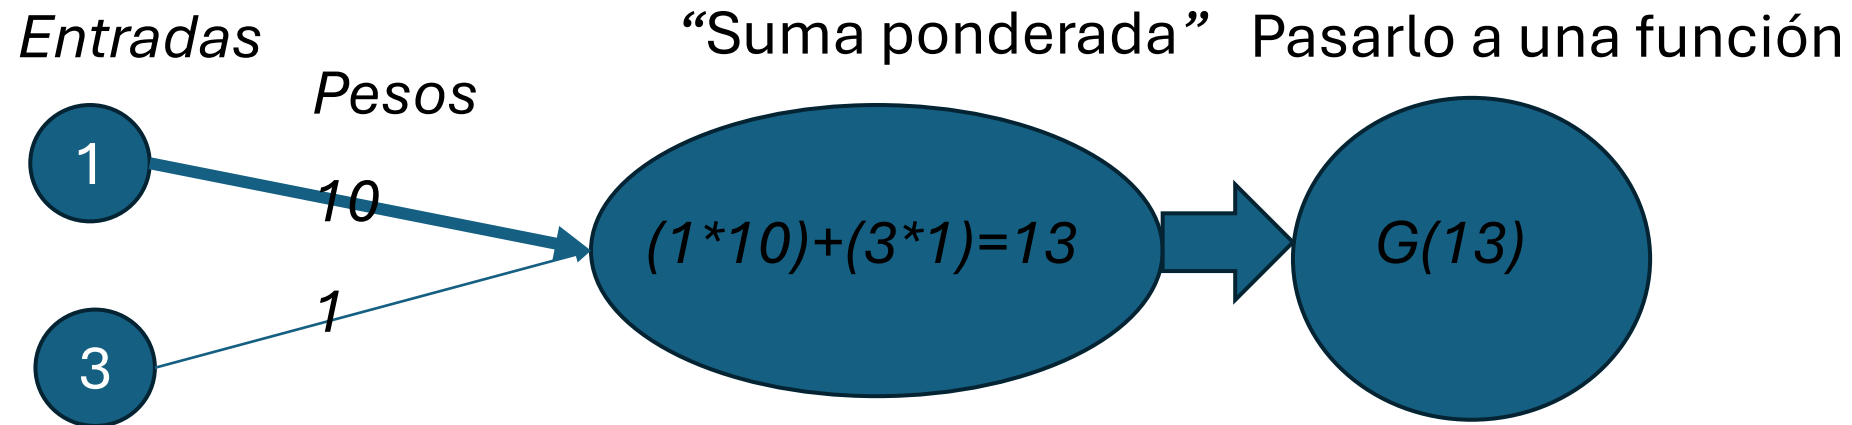 Entradas
Pesos
“Suma ponderada”
Pasarlo a una función
1
10
3
1
(1*10)+(3*1)=13
G(13)